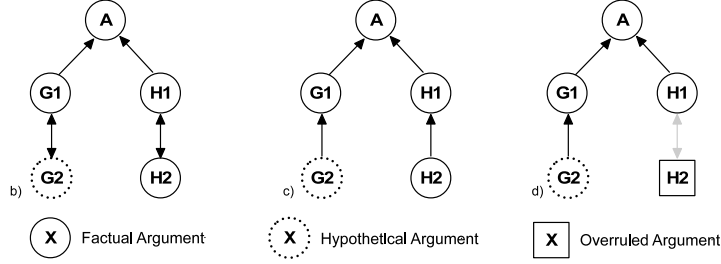 A A A
G1 H1 G1 H1 G1 H1
b) G2 H2 c) G2 H2 d) G2 H2
X Factual Argument X Hypothetical Argument X Overruled Argument